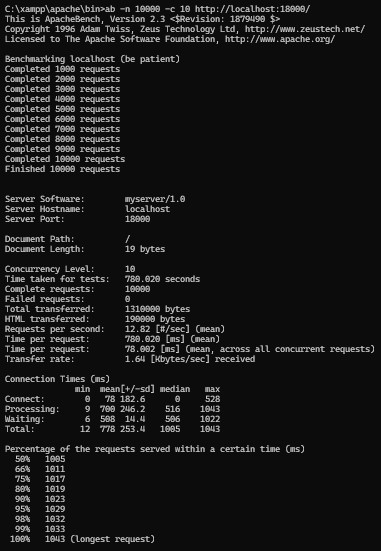 C:\xampp\apache\bin>ab -n 10000 -c 10 http://localhost:18000/
This is ApacheBench, Version 2.3 <$Revision: 1879490 $>
Copyright 1996 Adam Twiss, Zeus Technology Ltd, http://www.zeustech.net/
Licensed to The Apache Software Foundation, http://www.apache.org/

Benchmarking localhost (be patient)
Completed 1000 requests
Completed 2000 requests
Completed 3000 requests
Completed 4000 requests
Completed 5000 requests
Completed 6000 requests
Completed 7000 requests
Completed 8000 requests
Completed 9000 requests
Completed 10000 requests
Finished 10000 requests

Server Software:        myserver/1.0
Server Hostname:        localhost
Server Port:            18000

Document Path:          /
Document Length:        19 bytes

Concurrency Level:      10
Time taken for tests:   780.020 seconds
Complete requests:      10000
Failed requests:        0
Total transferred:      1310000 bytes
HTML transferred:       190000 bytes
Requests per second:    12.82 [#/sec] (mean)
Time per request:       780.020 [ms] (mean)
Time per request:       78.002 [ms] (mean, across all concurrent requests)
Transfer rate:          1.64 [Kbytes/sec] received

Connection Times (ms)
              min  mean[+/-sd] median   max
Connect:        0   78 182.6      0     528
Processing:     9  700 246.2    516    1043
Waiting:        6  508  14.4    506    1022
Total:         12  778 253.4   1005    1043

Percentage of the requests served within a certain time (ms)
  50%   1005
  66%   1011
  75%   1017
  80%   1019
  90%   1023
  95%   1029
  98%   1032
  99%   1033
 100%   1043 (longest request)